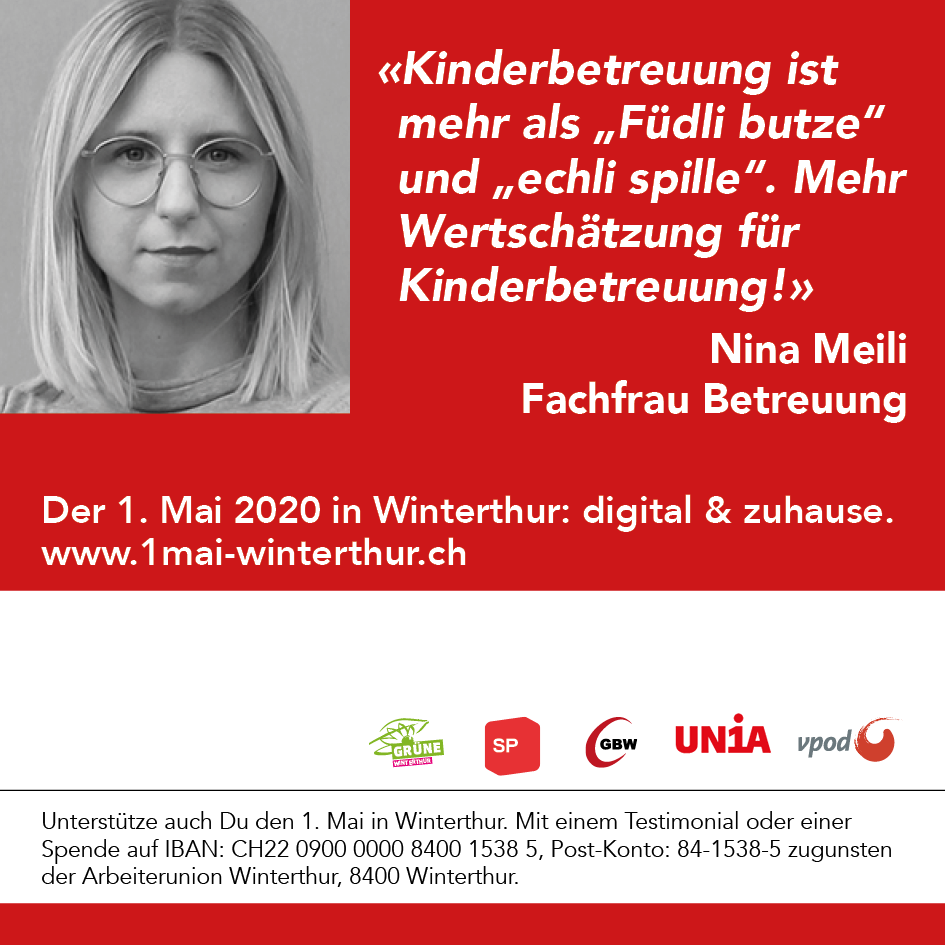 «Kinderbetreuung ist
mehr als „Füdli butze“
und „echli spille“. Mehr
Wertschätzung für
Kinderbetreuung!»
Nina Meili
Fachfrau Betreuung
Der 1. Mai 2020 in Winterthur: digital & zuhause.
www.1mai-winterthur.ch
GRÜNE
WINTERTHUR
SP
GBW
UNiA
vpod
Unterstütze auch Du den 1. Mai in Winterthur. Mit einem Testimonial oder einer
Spende auf IBAN: CH22 0900 0000 8400 1538 5, Post-Konto: 84-1538-5 zugunsten
der Arbeiterunion Winterthur, 8400 Winterthur.